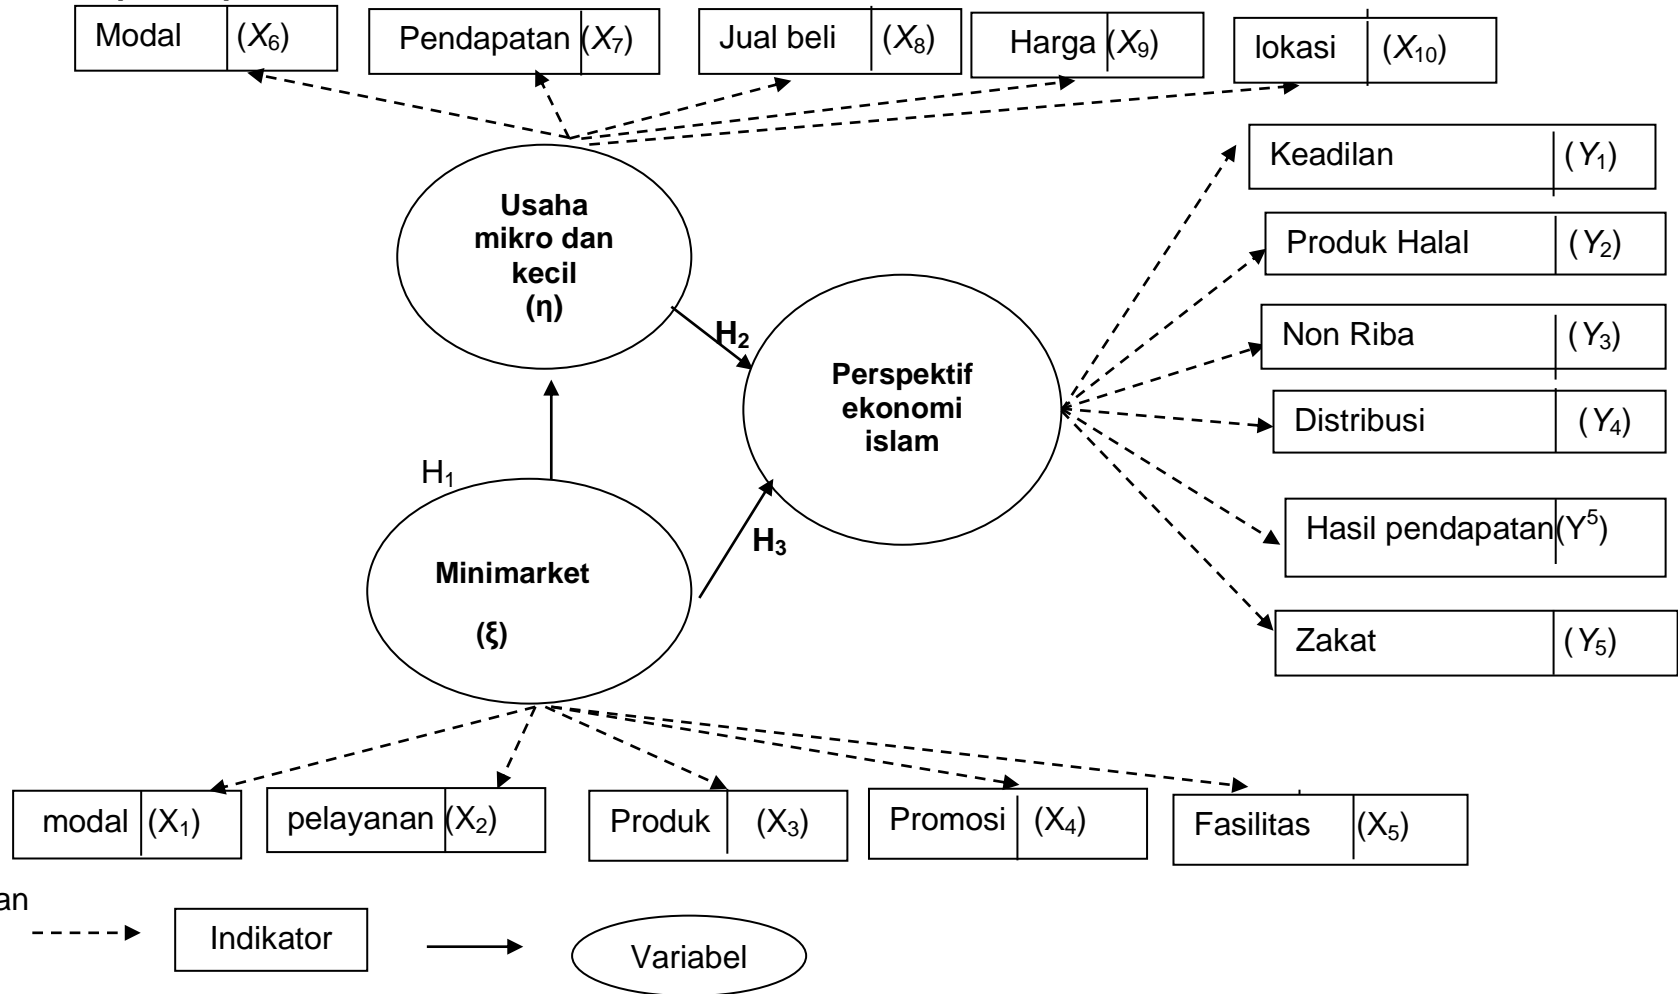 Modal (X6)
Pendapatan (X7)
Jual beli (X8)
Harga (X9)
lokasi (X10)
Keadilan (Y1)
Usaha
mikro dan
kecil
(η)
Produk Halal (Y2)
H2
Non Riba (Y3)
Perspektif
ekonomi
islam
Distribusi (Y4)
H1
Hasil pendapatan (Y5)
H3
Minimarket
(ξ)
Zakat (Y5)
modal (X1)
pelayanan (X2)
Produk (X3)
Promosi (X4)
Fasilitas (X5)
an
Indikator
Variabel